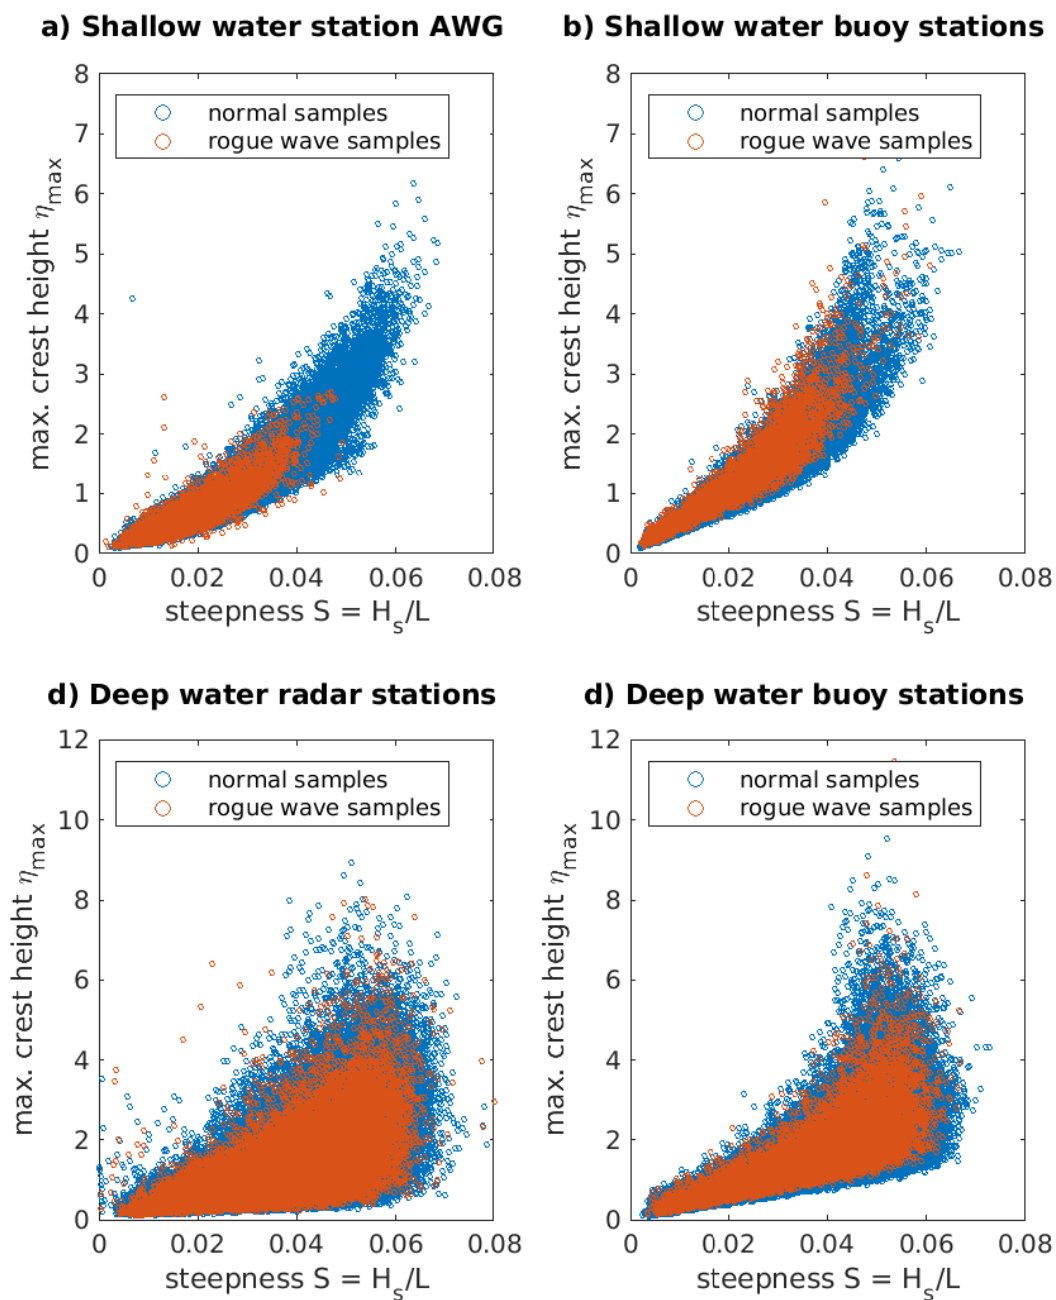 a) Shallow water station AWG
8
7
6
5
4
3
2
1
0
max. crest height ηmax
normal samples
rogue wave samples
0 0.02 0.04 0.06 0.08
steepness S = Hs/L
b) Shallow water buoy stations
8
7
6
5
4
3
2
1
0
max. crest height ηmax
normal samples
rogue wave samples
0 0.02 0.04 0.06 0.08
steepness S = Hs/L
d) Deep water radar stations
12
10
8
6
4
2
0
max. crest height ηmax
normal samples
rogue wave samples
0 0.02 0.04 0.06 0.08
steepness S = Hs/L
d) Deep water buoy stations
12
10
8
6
4
2
0
max. crest height ηmax
normal samples
rogue wave samples
0 0.02 0.04 0.06 0.08
steepness S = Hs/L